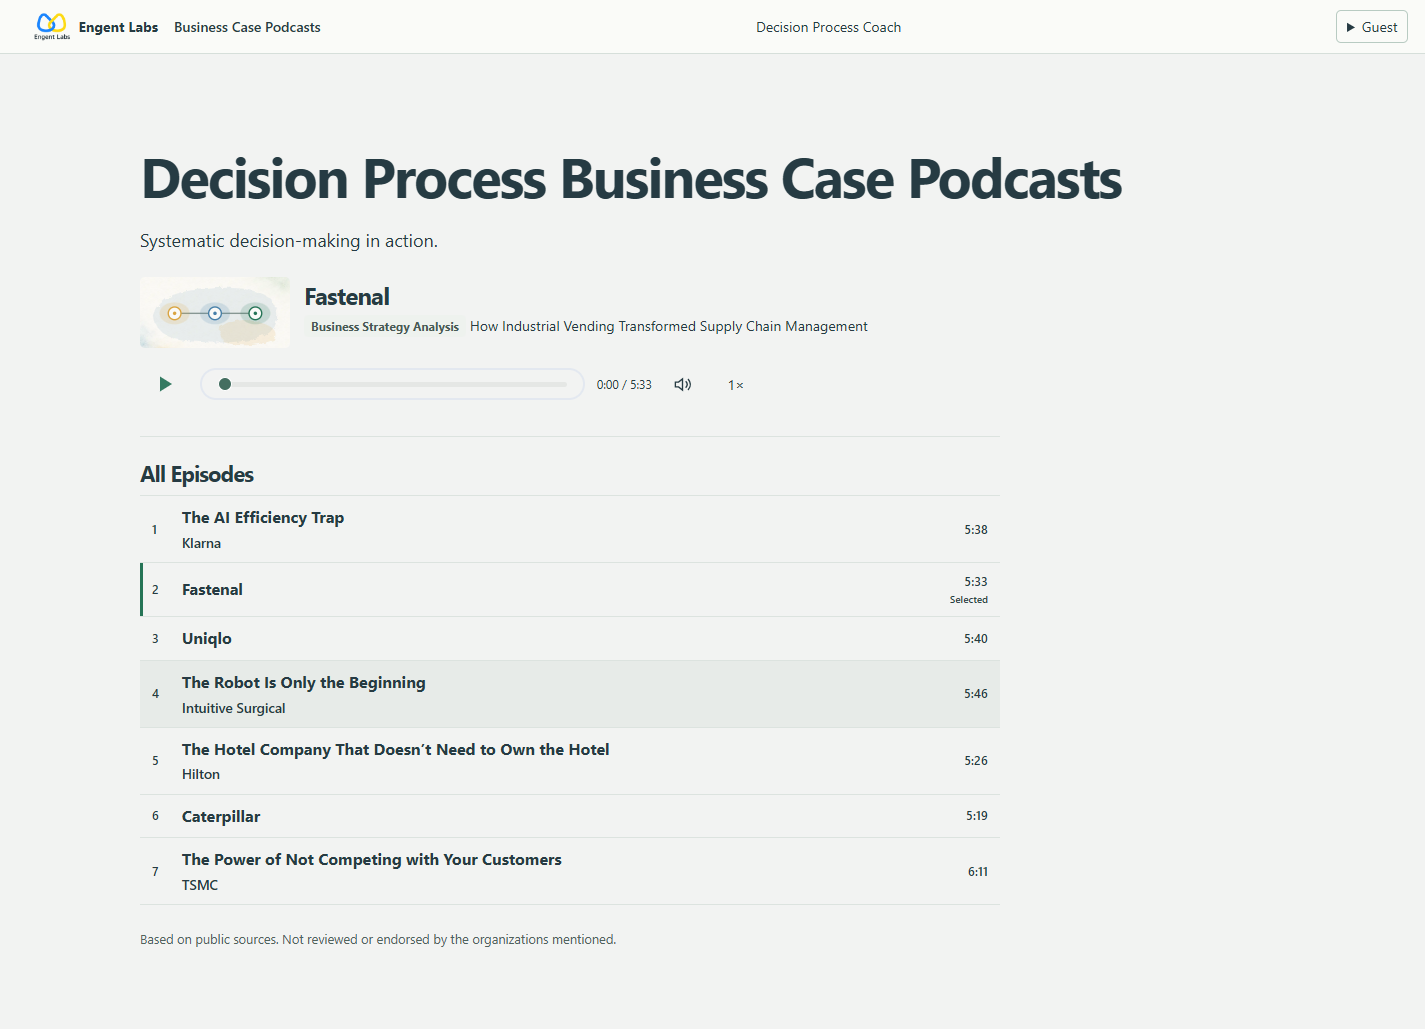 Engent Labs
Engent Labs
Business Case Podcasts
Decision Process Coach
▶ Guest
Decision Process Business Case Podcasts
Systematic decision-making in action.
Fastenal
Business Strategy Analysis How Industrial Vending Transformed Supply Chain Management
0:00 / 5:33
1×
All Episodes
1
The AI Efficiency Trap
Klarna
5:38
2
Fastenal
5:33
Selected
3
Uniqlo
5:40
4
The Robot Is Only the Beginning
Intuitive Surgical
5:46
5
The Hotel Company That Doesn’t Need to Own the Hotel
Hilton
5:26
6
Caterpillar
5:19
7
The Power of Not Competing with Your Customers
TSMC
6:11
Based on public sources. Not reviewed or endorsed by the organizations mentioned.